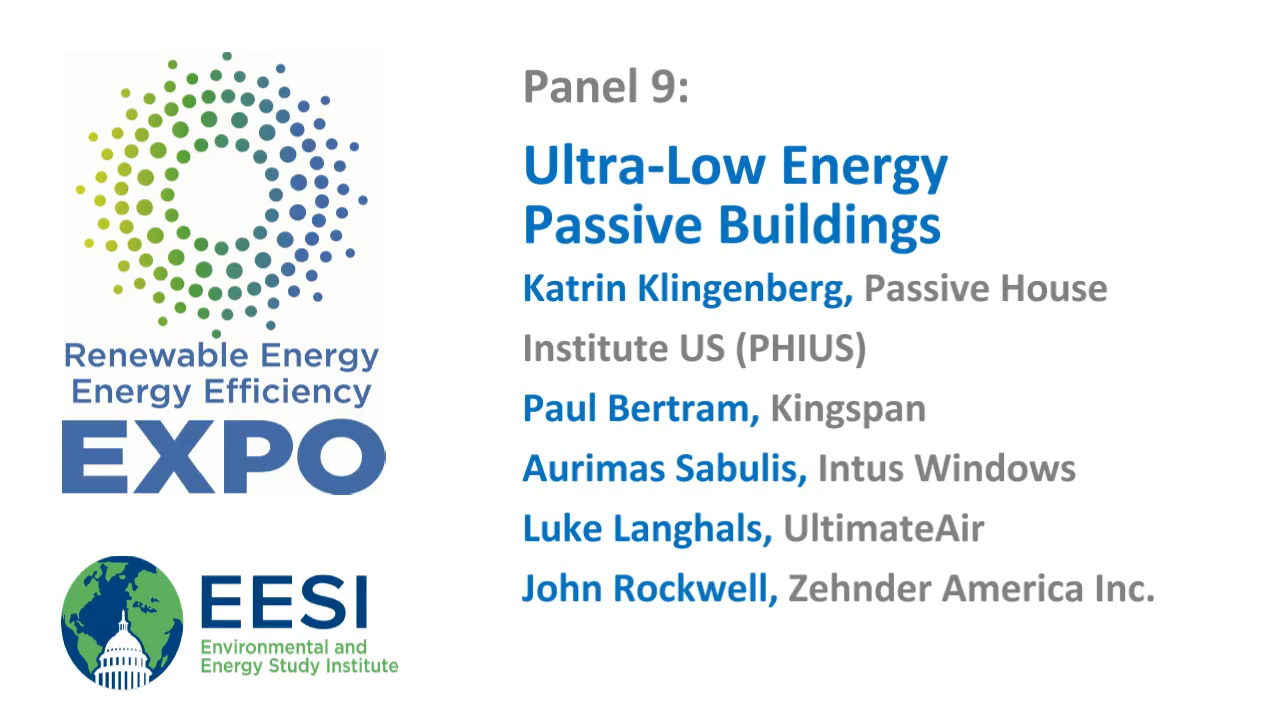 Renewable Energy
Energy Efficiency
EXPO
EESI
Environmental and
Energy Study Institute
Panel 9:
Ultra-Low Energy
Passive Buildings
Katrin Klingenberg, Passive House
Institute US (PHIUS)
Paul Bertram, Kingspan
Aurimas Sabulis, Intus Windows
Luke Langhals, UltimateAir
John Rockwell, Zehnder America Inc.